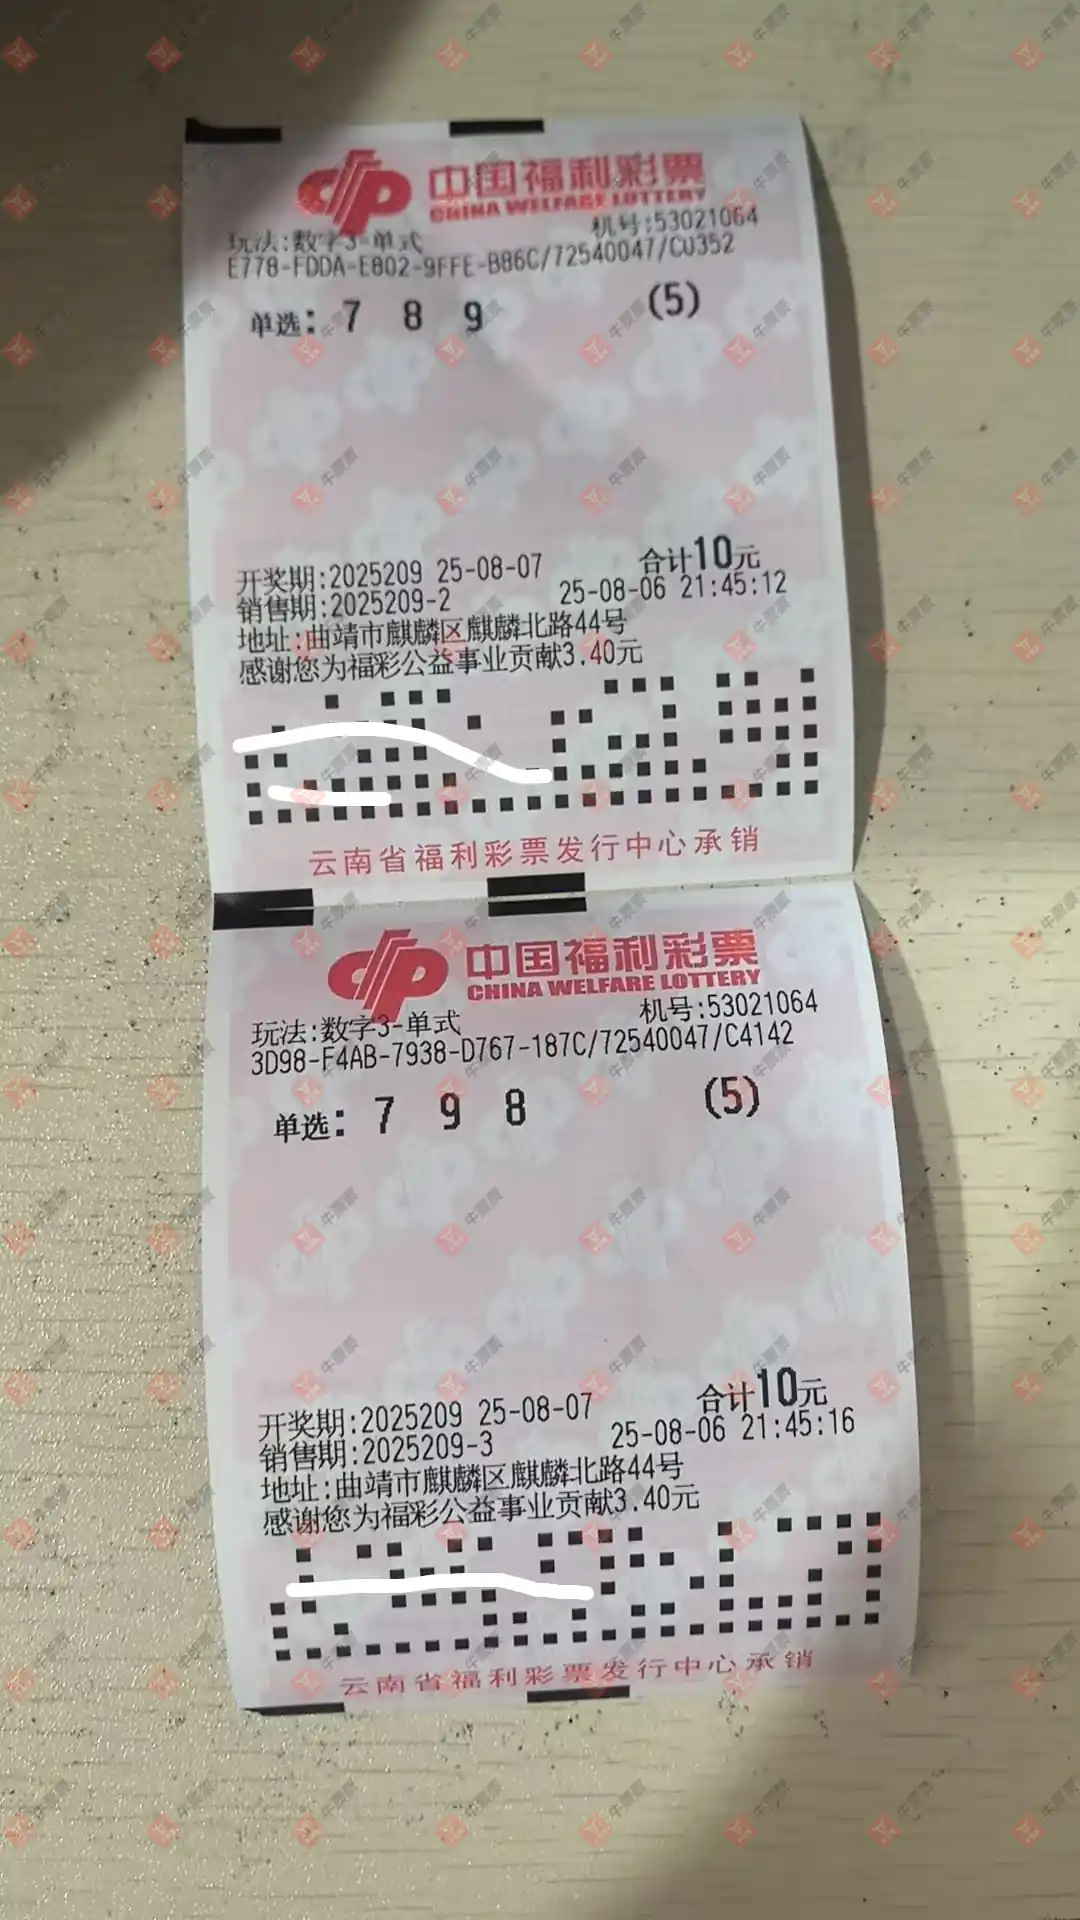 中国福利彩票
CHINA WELFARE LOTTERY
机号:53021064
玩法:数字3-单式
E778-FDDA-E802-9FFE-B86C/72540047/C0352
单选: 7 8 9 (5)
开奖期:2025209 25-08-07 合计10元
销售期:2025209-2 25-08-06 21:45:12
地址:曲靖市麒麟区麒麟北路44号
感谢您为福彩公益事业贡献3.40元
云南省福利彩票发行中心承销
中国福利彩票
CHINA WELFARE LOTTERY
机号:53021064
玩法:数字3-单式
3D98-F4AB-7938-D767-187C/72540047/C4142
单选: 7 9 8 (5)
开奖期:2025209 25-08-07 合计10元
销售期:2025209-3 25-08-06 21:45:16
地址:曲靖市麒麟区麒麟北路44号
感谢您为福彩公益事业贡献3.40元
云南省福利彩票发行中心承销